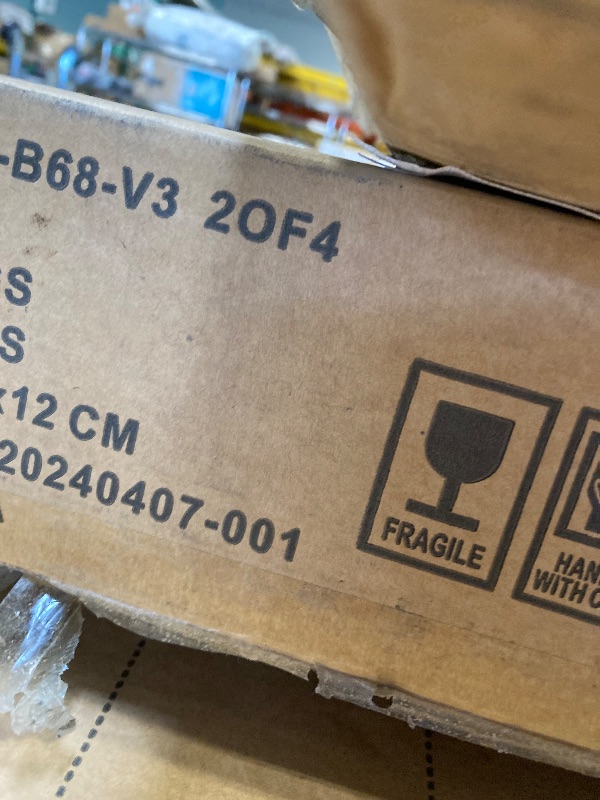 -B68-V3 2OF4
S
S
x12 CM
20240407-001
FRAGILE
HAN
WITH C